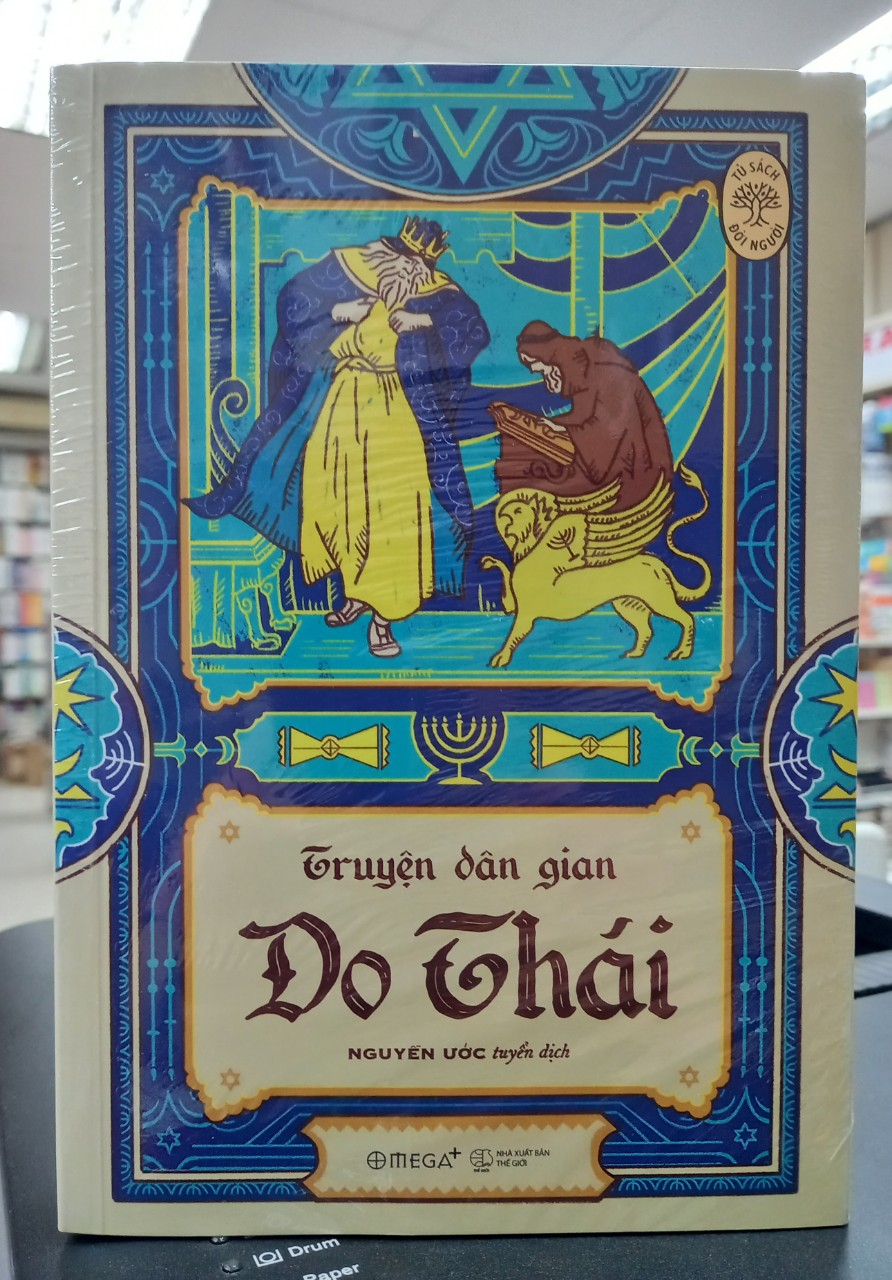 TỦ SÁCH
ĐỜI NGƯỜI
Truyện dân gian
Do Thái
NGUYỄN ƯỚC tuyển dịch
OMEGA+
NHÀ XUẤT BẢN
THẾ GIỚI
Drum
Paper